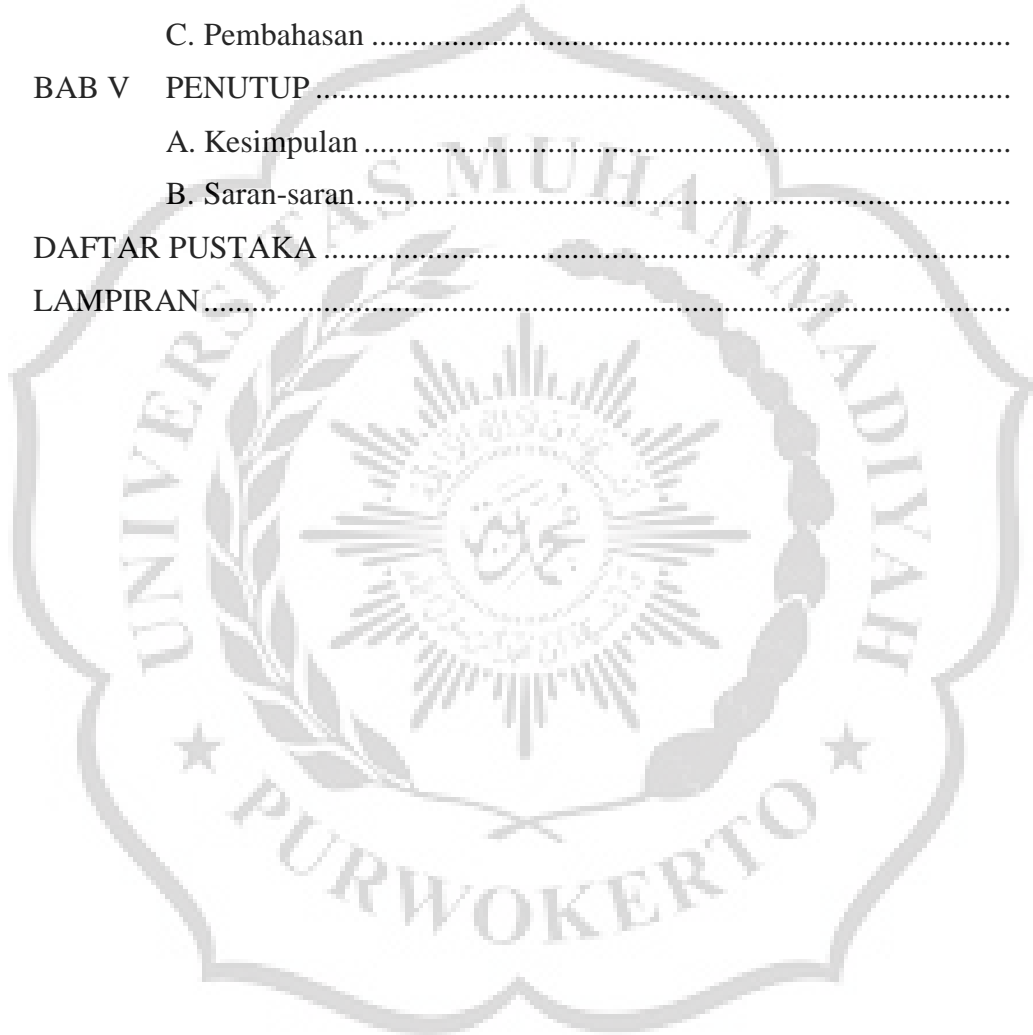 C. Pembahasan ....................................................................................
BAB V PENUTUP ...........................................................................................
A. Kesimpulan .....................................................................................
B. Saran-saran......................................................................................
DAFTAR PUSTAKA ..........................................................................................
LAMPIRAN.........................................................................................................
UNIVERSITAS MUHAMMADIYAH
PURWOKERTO